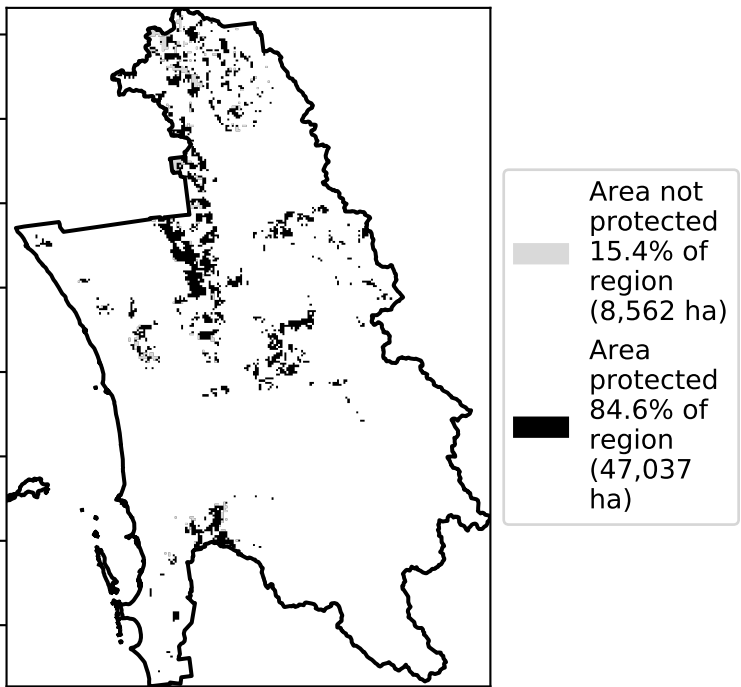 Area not
protected
15.4% of
region
(8,562 ha)
Area
protected
84.6% of
region
(47,037
ha)